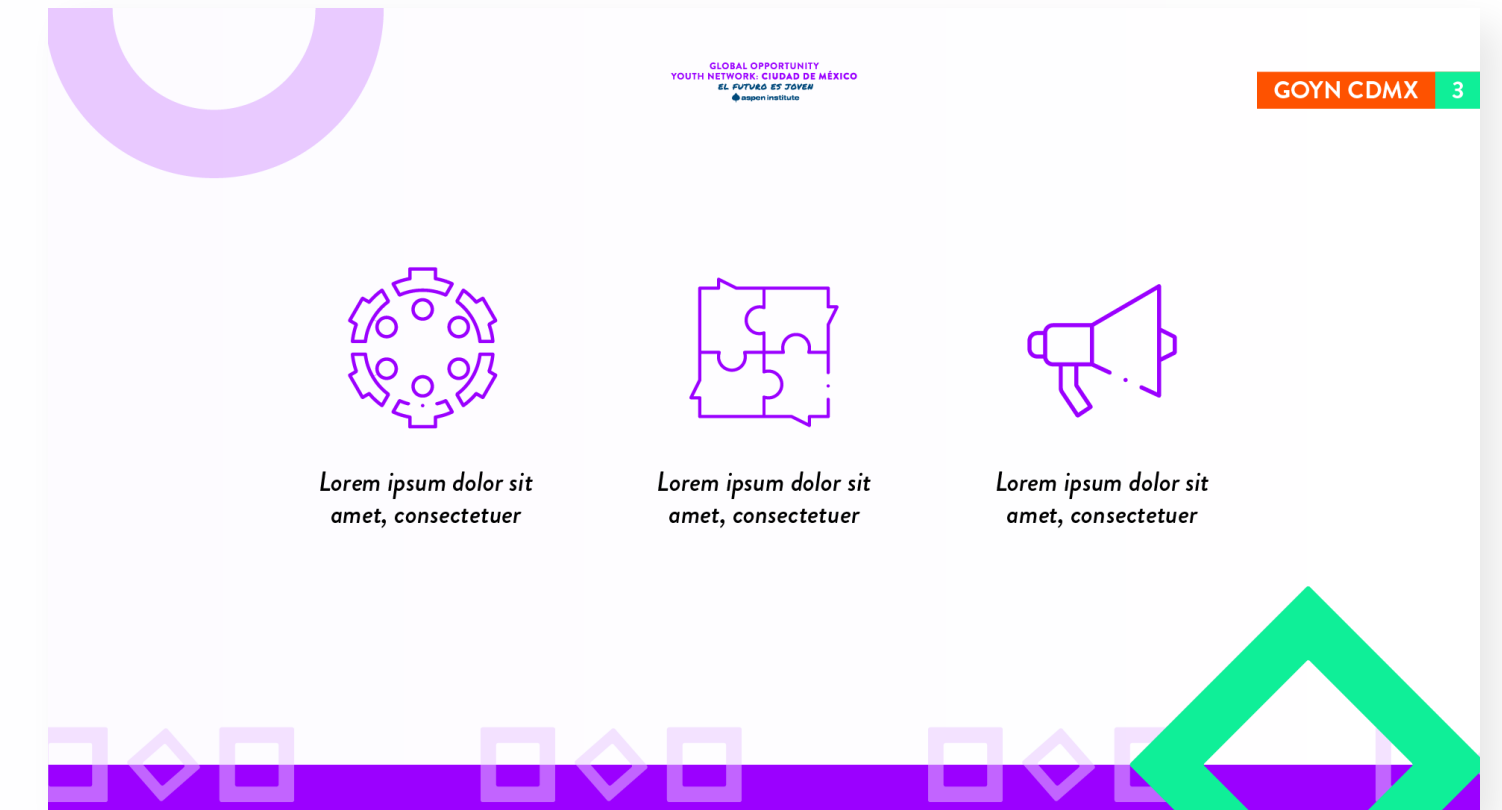 GLOBAL OPPORTUNITY
YOUTH NETWORK: CIUDAD DE MÉXICO
EL FUTURO ES JOVEN
aspen institute
GOYN CDMX 3
Lorem ipsum dolor sit
amet, consectetuer
Lorem ipsum dolor sit
amet, consectetuer
Lorem ipsum dolor sit
amet, consectetuer